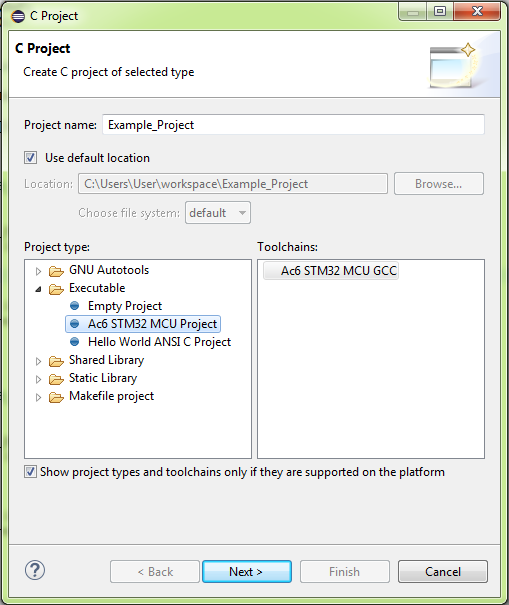 C Project
C Project
Create C project of selected type
Project name: Example_Project
Use default location
Location: C:\Users\User\workspace\Example_Project Browse...
Choose file system: default
Project type: Toolchains:
GNU Autotools Ac6 STM32 MCU GCC
Executable
Empty Project
Ac6 STM32 MCU Project
Hello World ANSI C Project
Shared Library
Static Library
Makefile project
Show project types and toolchains only if they are supported on the platform
? < Back Next > Finish Cancel